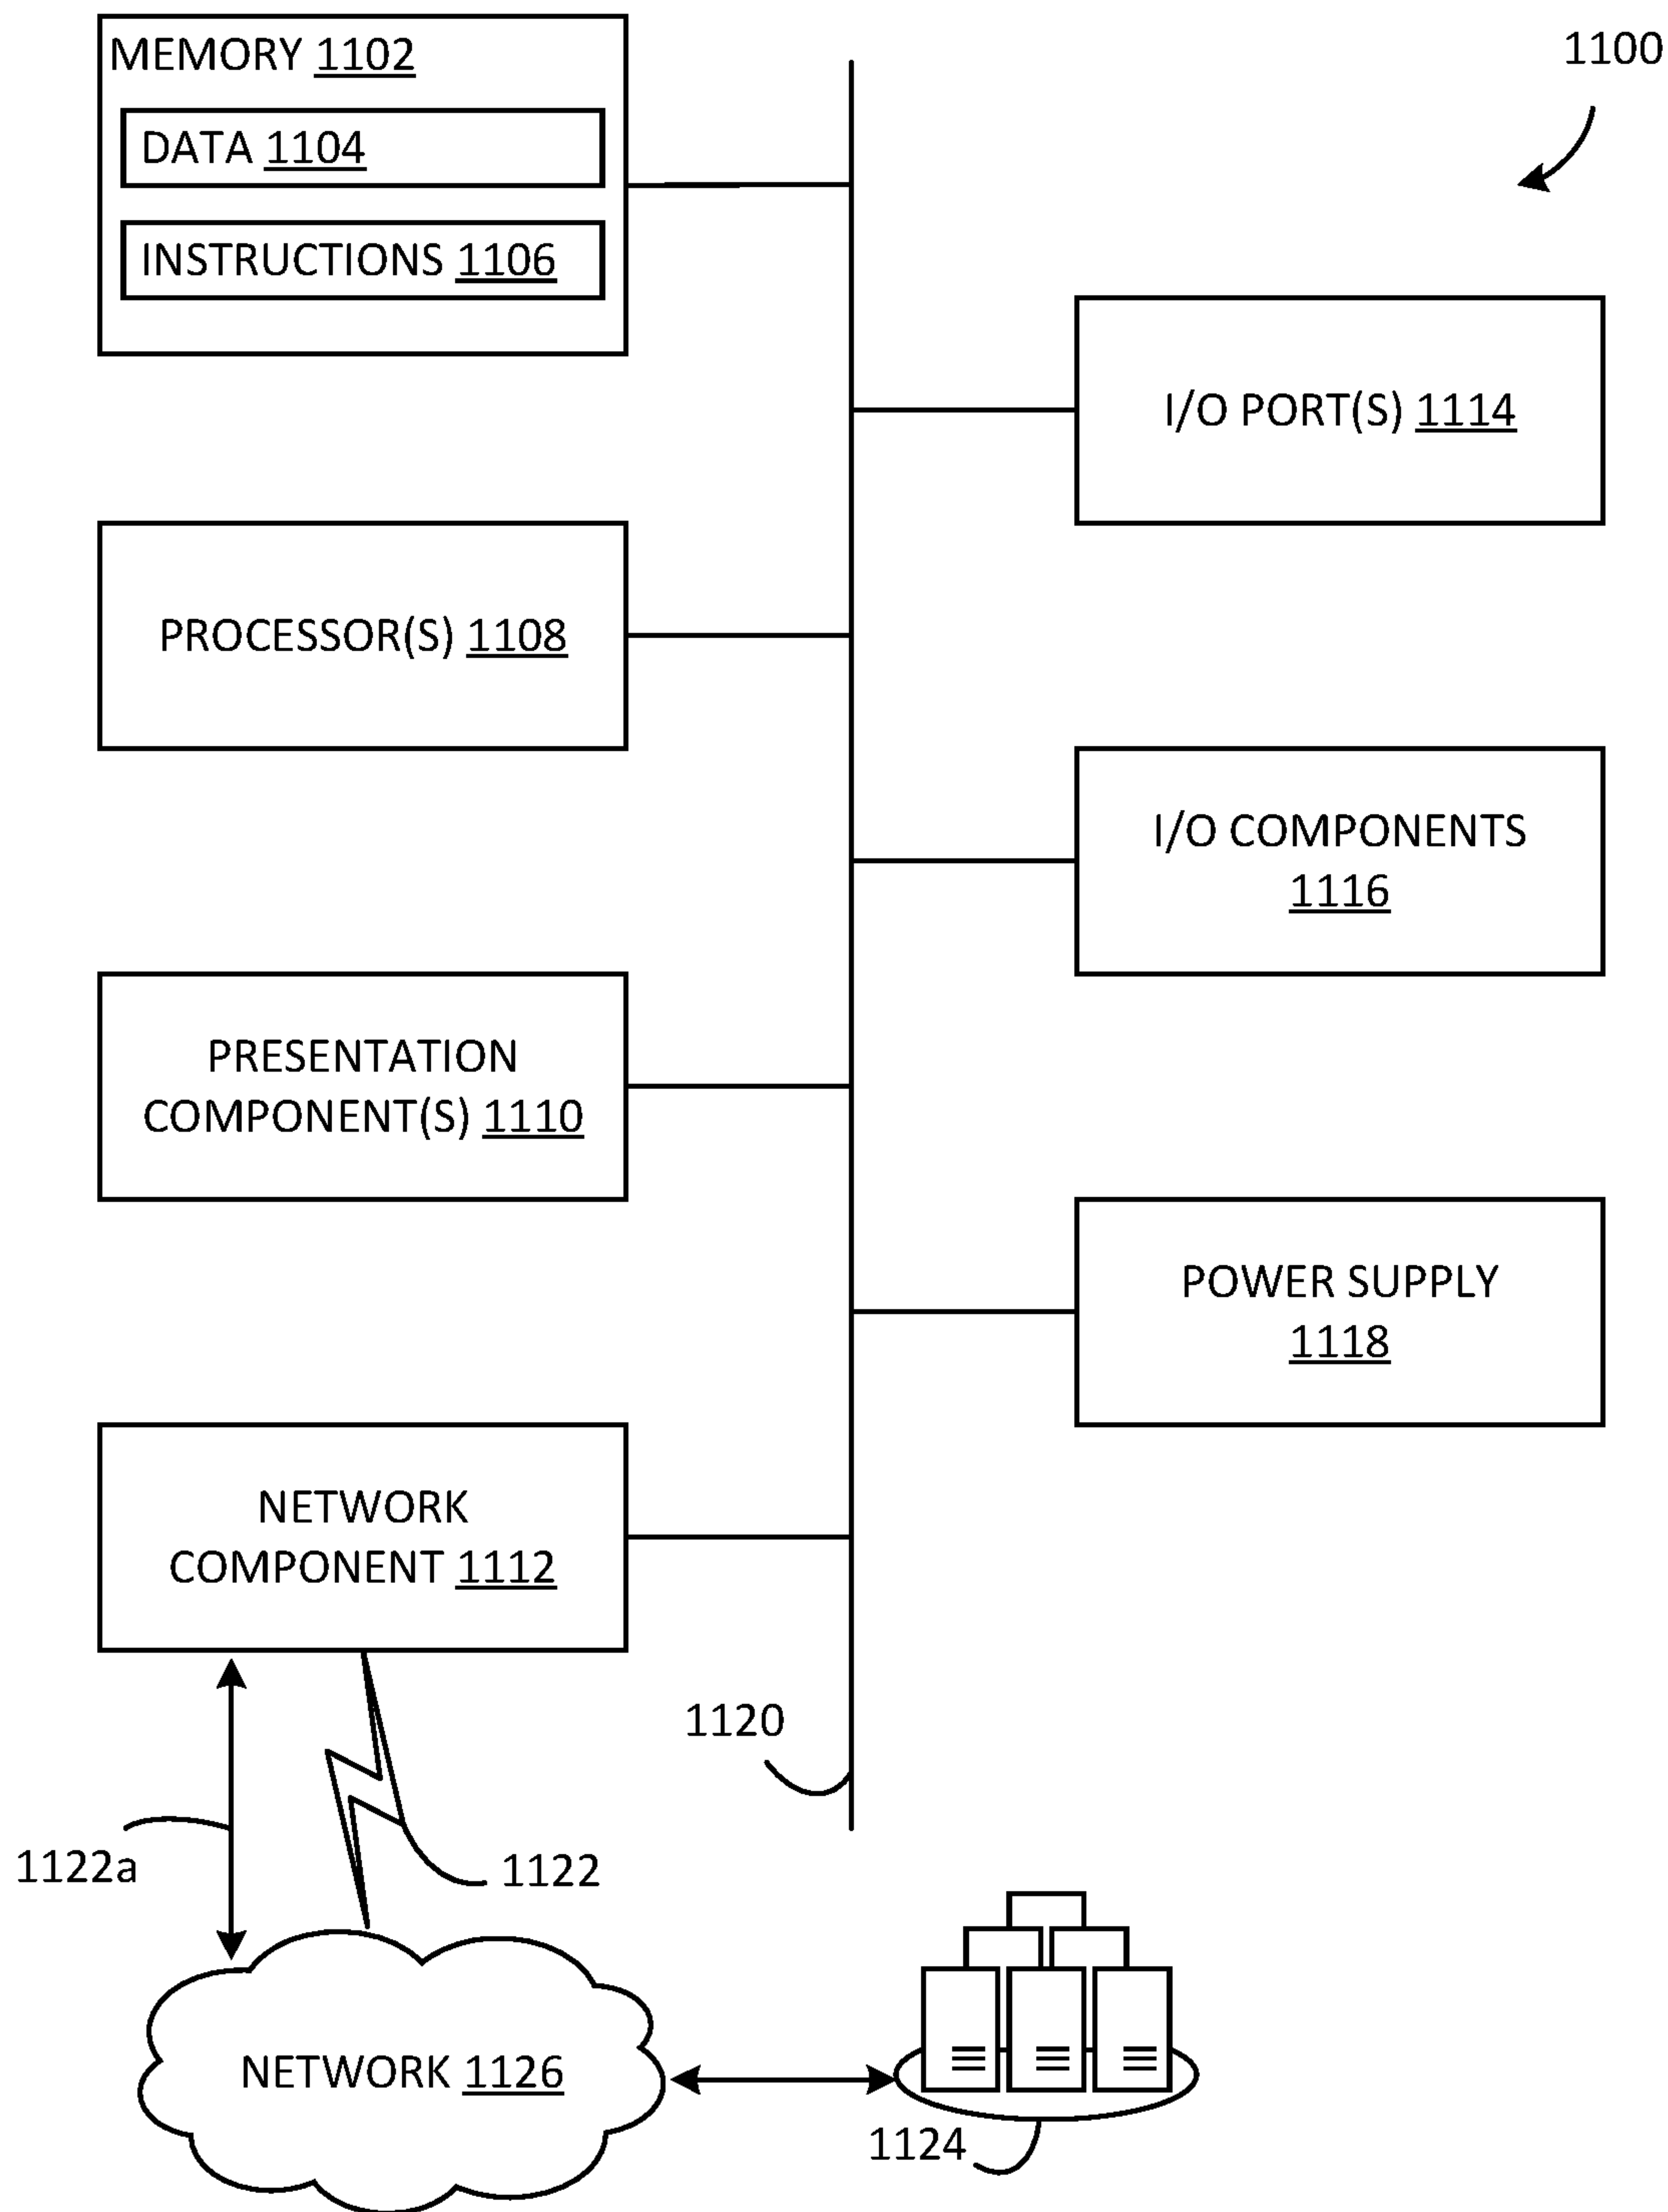 MEMORY 1102
DATA 1104
INSTRUCTIONS 1106
1100
I/O PORT(S) 1114
PROCESSOR(S) 1108
I/O COMPONENTS
1116
PRESENTATION
COMPONENT(S) 1110
POWER SUPPLY
1118
NETWORK
COMPONENT 1112
1120
1122a
1122
NETWORK 1126
1124